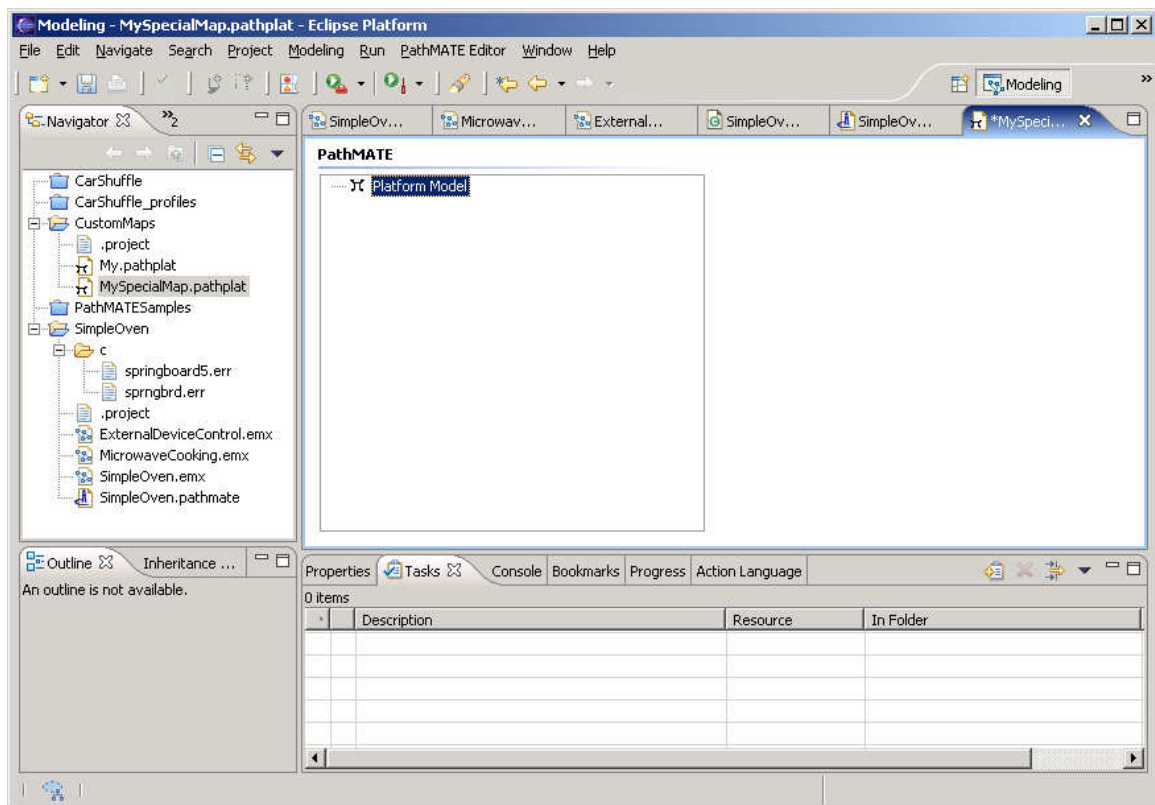 Modeling - MySpecialMap.pathplat - Eclipse Platform
File Edit Navigate Search Project Modeling Run PathMATE Editor Window Help
Modeling
Navigator
2
SimpleOv...
Microwav...
External...
SimpleOv...
SimpleOv...
*MySpeci...
PathMATE
Platform Model
CarShuffle
CarShuffle_profiles
CustomMaps
.project
My.pathplat
MySpecialMap.pathplat
PathMATESamples
SimpleOven
c
springboard5.err
sprngbrd.err
.project
ExternalDeviceControl.emx
MicrowaveCooking.emx
SimpleOven.emx
SimpleOven.pathmate
Outline Inheritance ...
An outline is not available.
Properties Tasks Console Bookmarks Progress Action Language
0 items
Description Resource In Folder